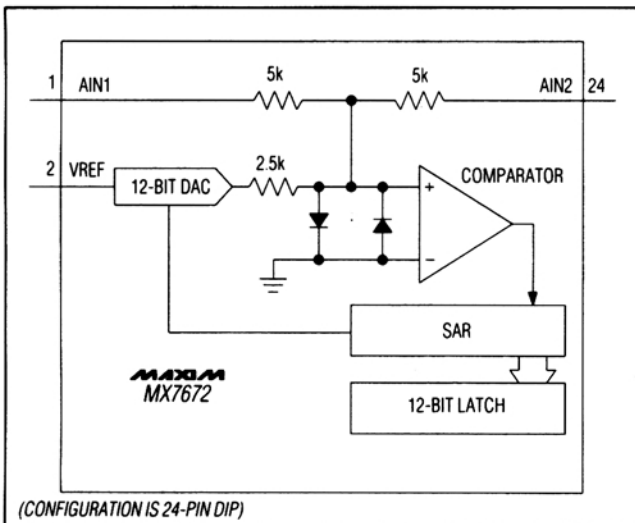 5k 5k
1 AIN1 AIN2 24
2.5k
2 VREF
12-BIT DAC
COMPARATOR
+
−
SAR
MAXIM
MX7672
12-BIT LATCH
(CONFIGURATION IS 24-PIN DIP)